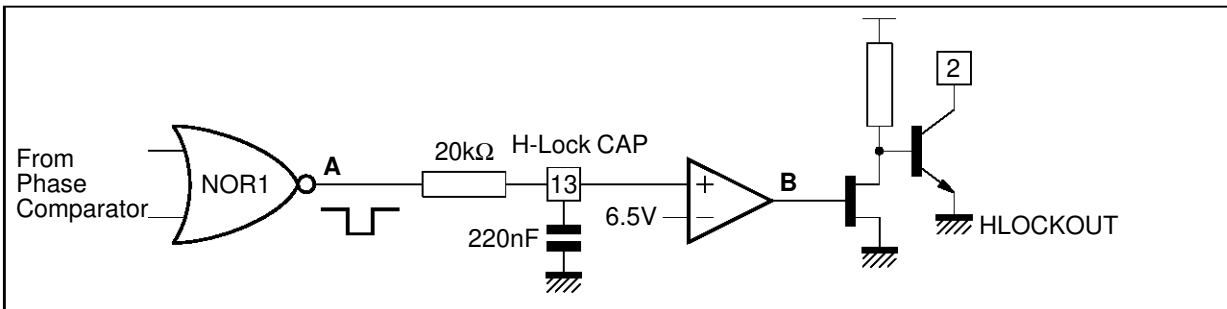 From
Phase
Comparator
NOR1
A
20kΩ
H-Lock CAP
13
220nF
6.5V
+
−
B
2
HLOCKOUT